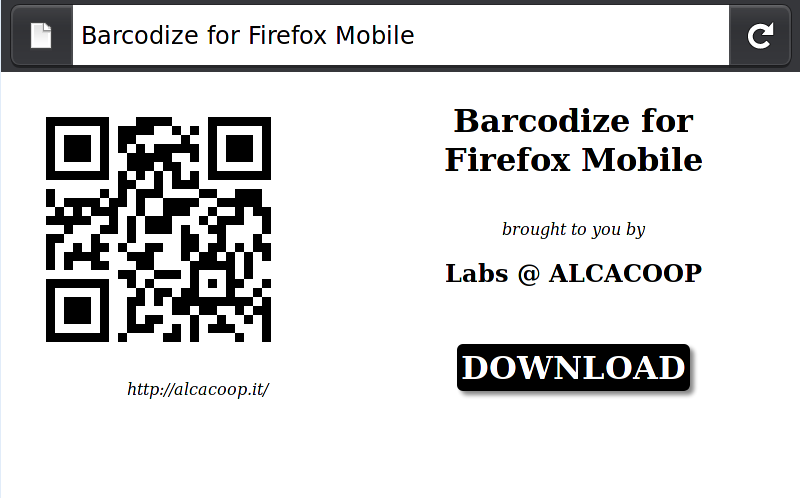 Barcodize for Firefox Mobile
http://alcacoop.it/
Barcodize for
Firefox Mobile
brought to you by
Labs @ ALCACOOP
DOWNLOAD